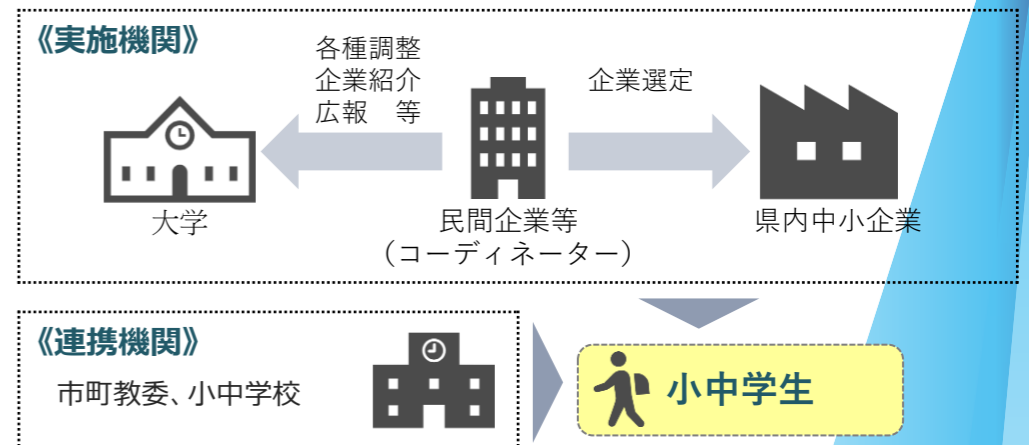 《実施機関》
各種調整
企業紹介
広報　等
企業選定
大学
民間企業等
（コーディネーター）
県内中小企業
《連携機関》
市町教委、小中学校
小中学生